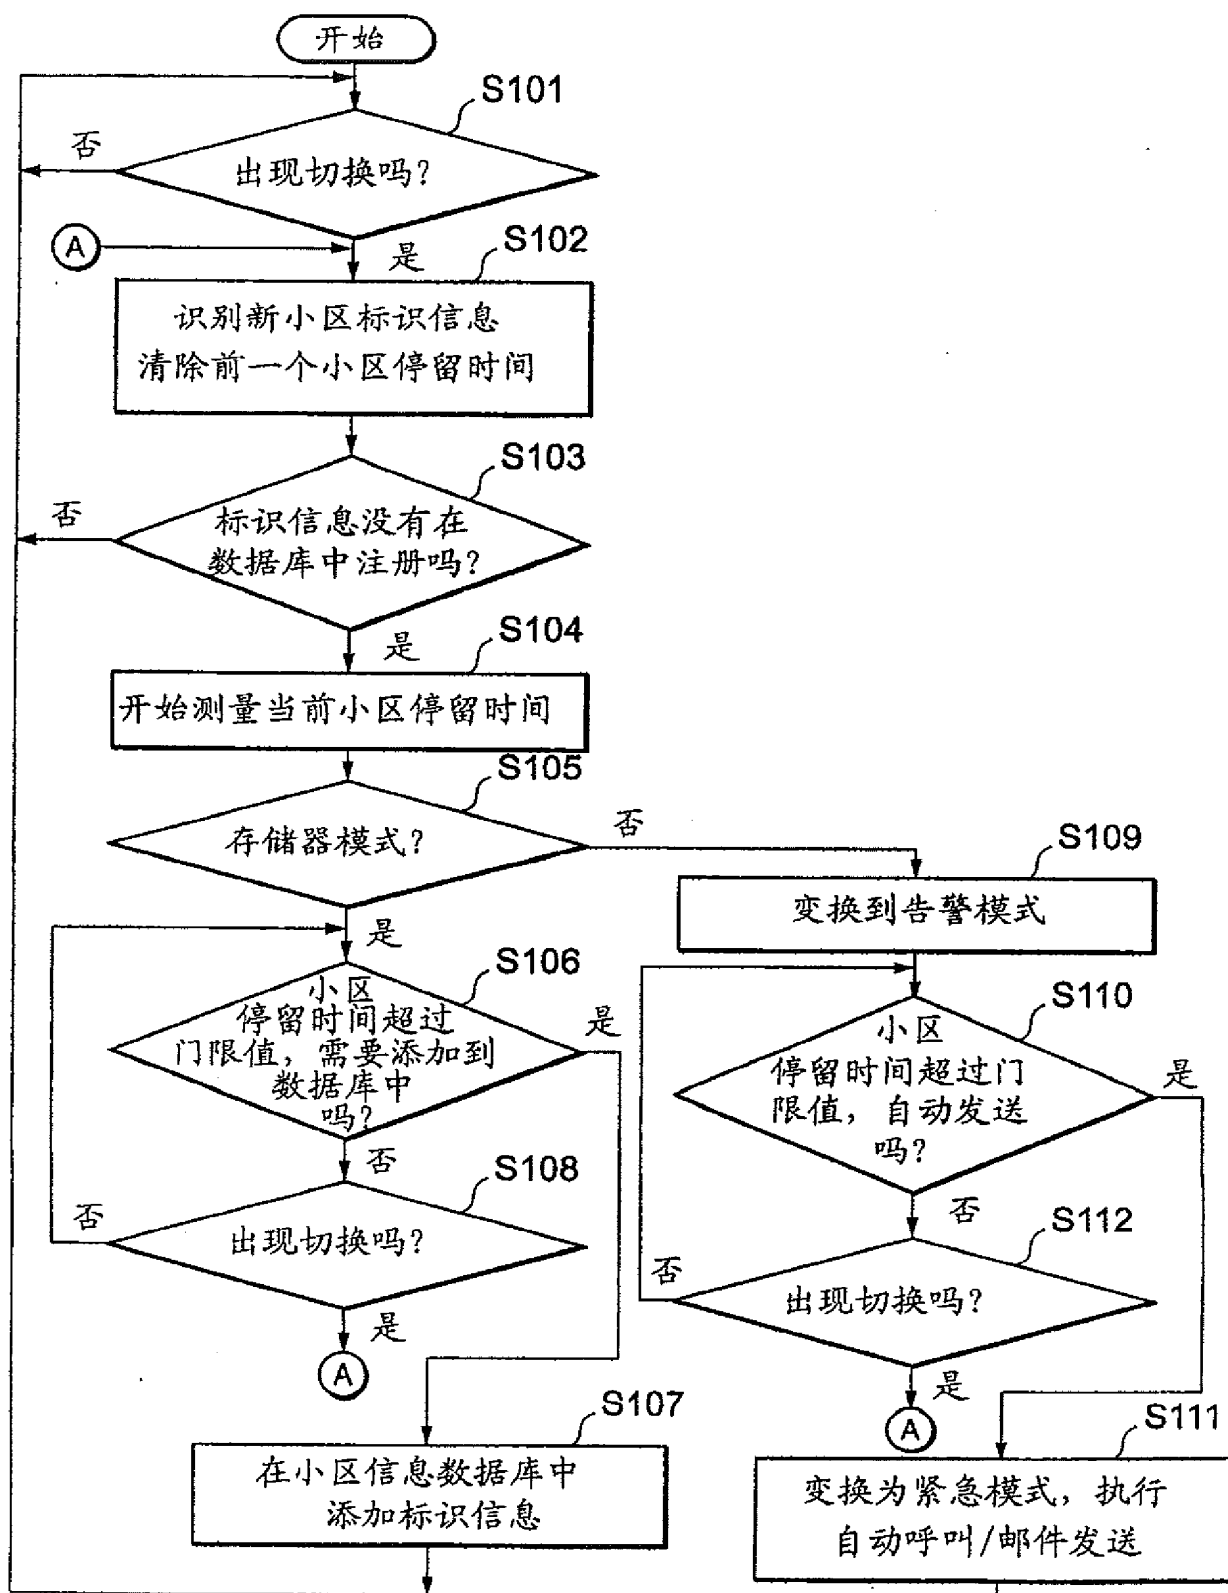 开始
S101
否
出现切换吗？
A
是
S102
识别新小区标识信息
清除前一个小区停留时间
S103
否
标识信息没有在
数据库中注册吗？
是
S104
开始测量当前小区停留时间
S105
存储器模式？
否
是
S109
变换到告警模式
S106
小区
停留时间超过
门限值，需要添加到
数据库中
吗？
是
否
S110
小区
停留时间超过门
限值，自动发送
吗？
是
否
S108
否
出现切换吗？
是
A
S112
否
出现切换吗？
是
A
S107
在小区信息数据库中
添加标识信息
S111
变换为紧急模式，执行
自动呼叫/邮件发送